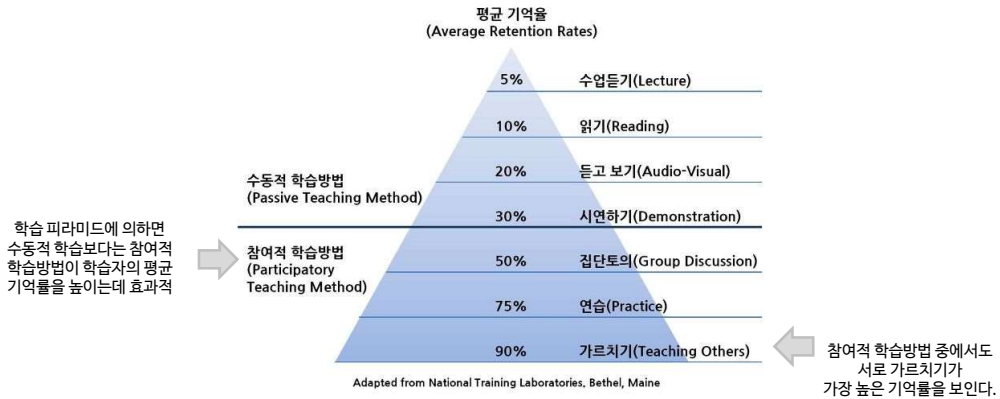 평균 기억율
(Average Retention Rates)
5% 수업듣기(Lecture)
10% 읽기(Reading)
20% 듣고 보기(Audio-Visual)
수동적 학습방법
(Passive Teaching Method)
30% 시연하기(Demonstration)
학습 피라미드에 의하면
수동적 학습보다는 참여적
학습방법이 학습자의 평균
기억률을 높이는데 효과적
참여적 학습방법
(Participatory
Teaching Method)
50% 집단토의(Group Discussion)
75% 연습(Practice)
90% 가르치기(Teaching Others)
참여적 학습방법 중에서도
서로 가르치기가
가장 높은 기억률을 보인다.
Adapted from National Training Laboratories, Bethel, Maine